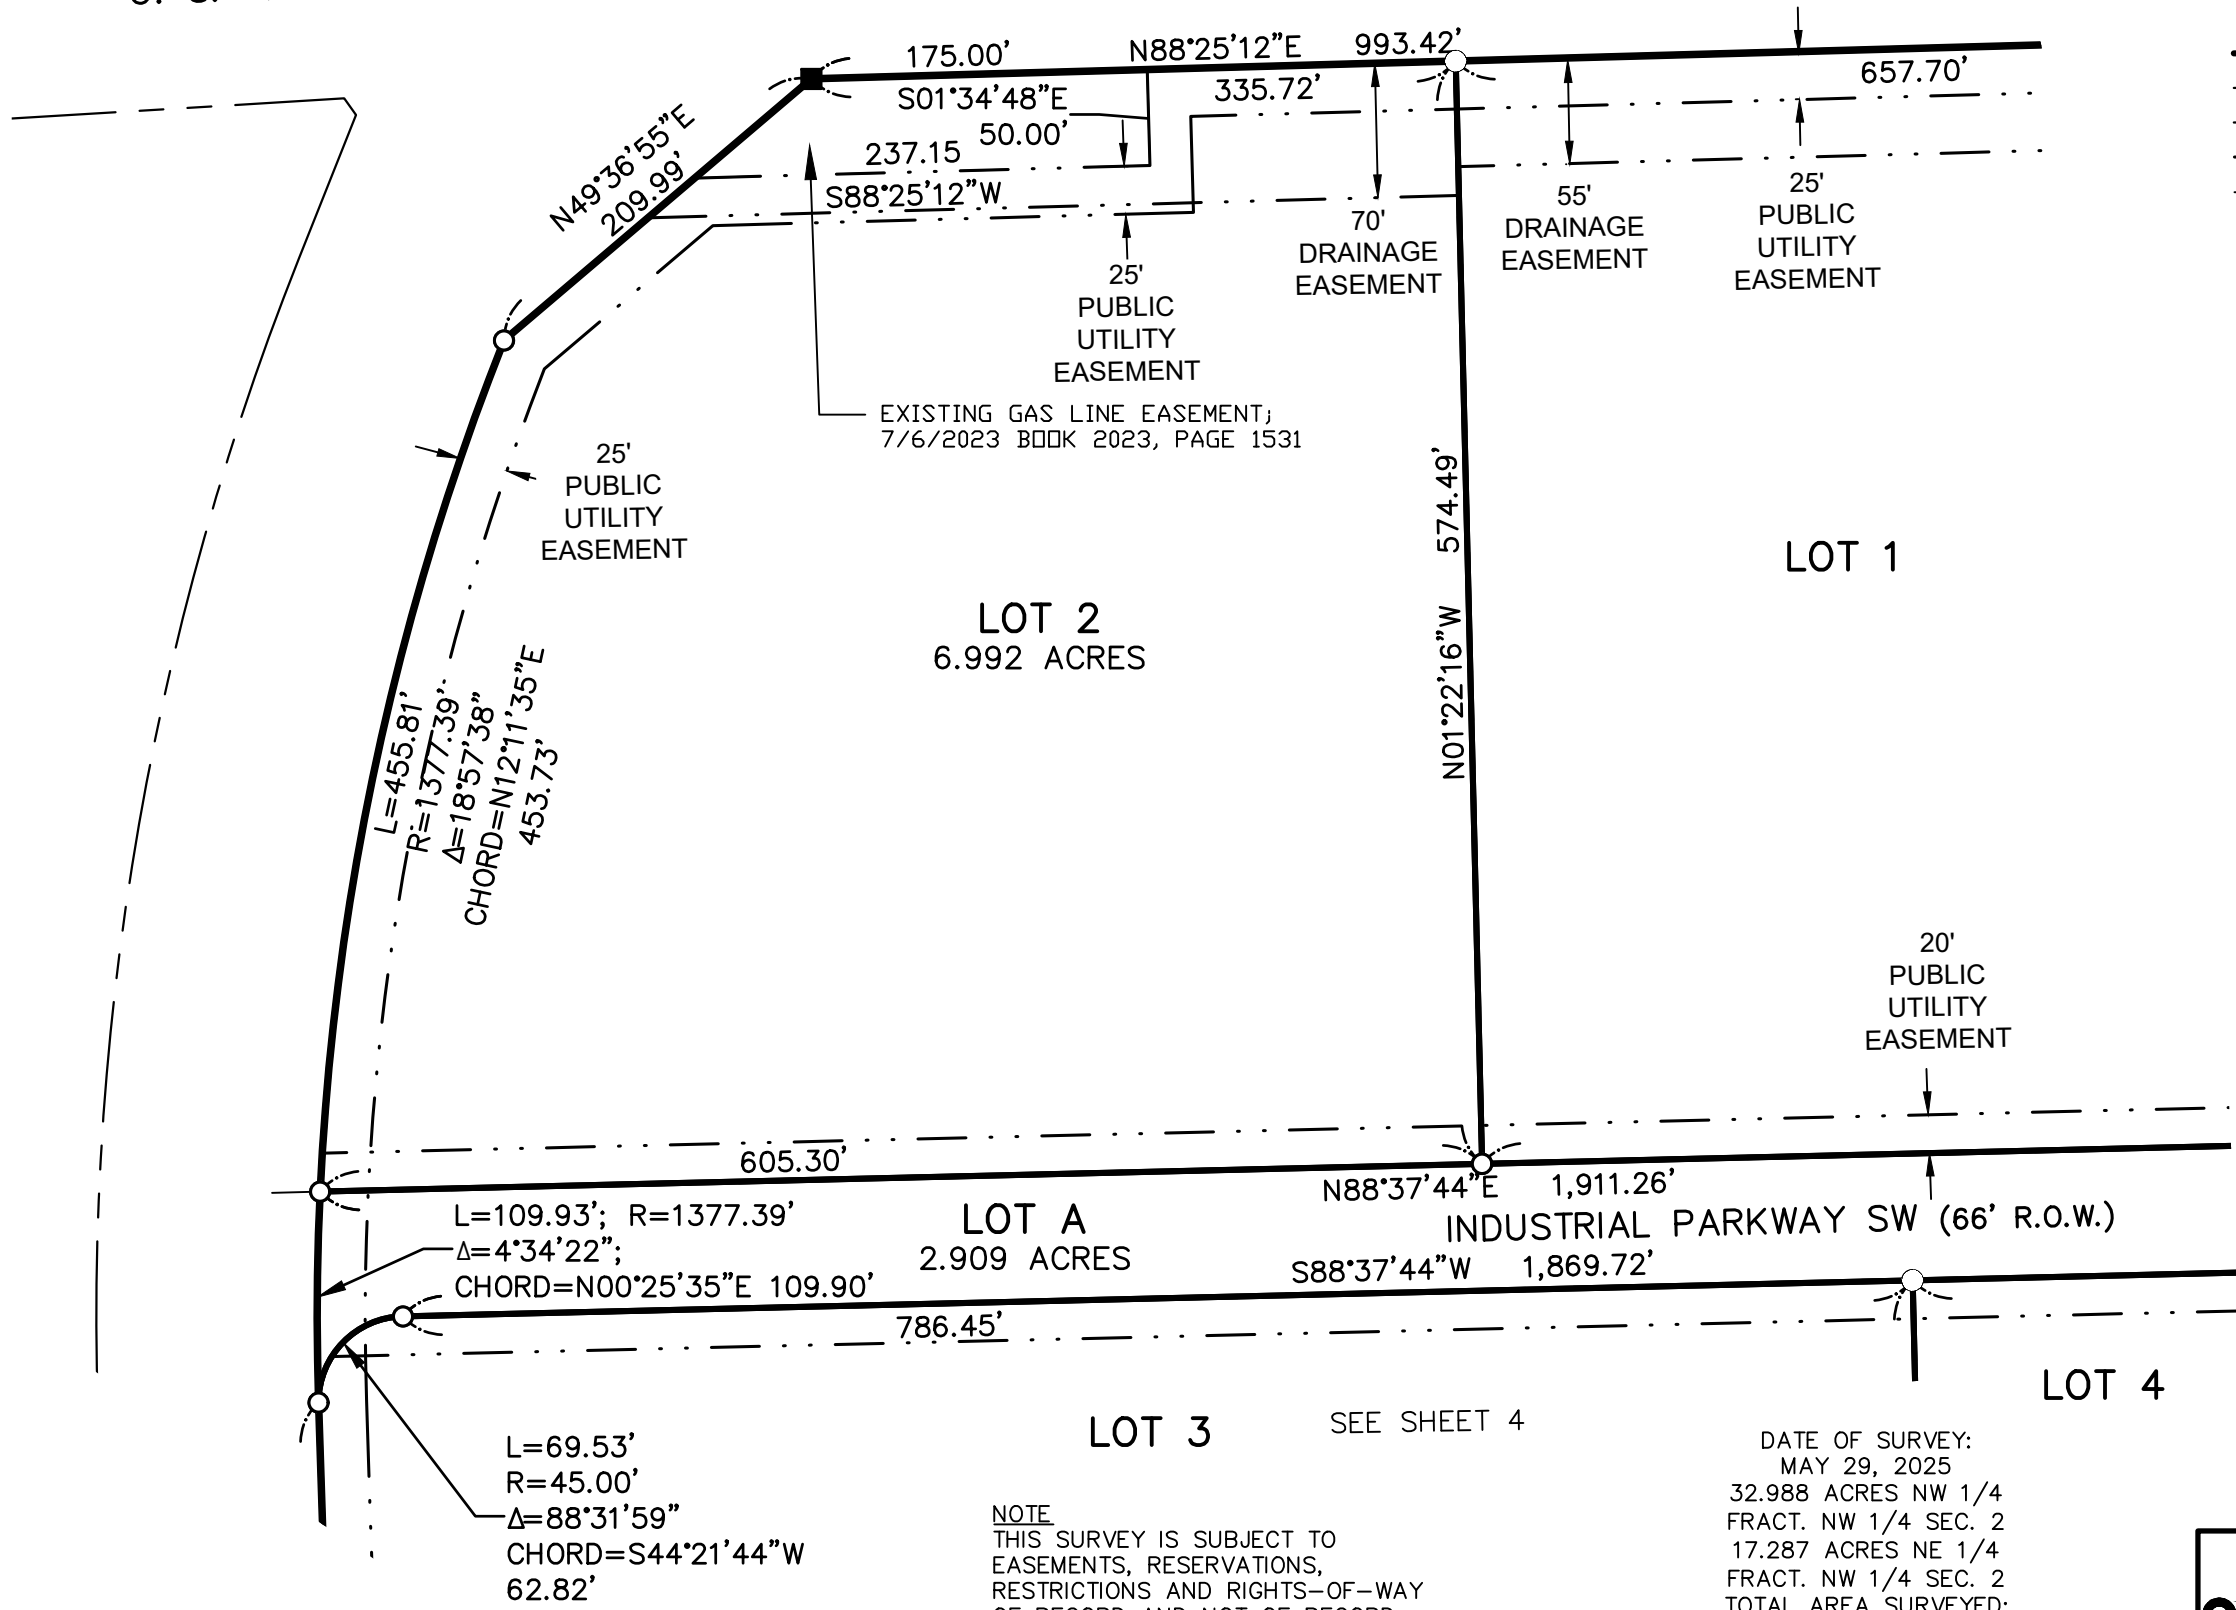 175.00'
N88°25'12"E 993.42'
657.70'
S01°34'48"E
50.00'
335.72'
237.15
S88°25'12"W
N49°36'55"E
209.99'
70'
DRAINAGE
EASEMENT
55'
DRAINAGE
EASEMENT
25'
PUBLIC
UTILITY
EASEMENT
25'
PUBLIC
UTILITY
EASEMENT
EXISTING GAS LINE EASEMENT;
7/6/2023 BOOK 2023, PAGE 1531
25'
PUBLIC
UTILITY
EASEMENT
N01°22'16"W 574.49'
LOT 1
LOT 2
6.992 ACRES
L=455.81'
R=1377.39'
Δ=18°57'38"
CHORD=N12°11'35"E
453.73'
20'
PUBLIC
UTILITY
EASEMENT
605.30'
N88°37'44"E 1,911.26'
L=109.93'; R=1377.39'
Δ=4°34'22";
CHORD=N00°25'35"E 109.90'
LOT A
2.909 ACRES
INDUSTRIAL PARKWAY SW (66' R.O.W.)
S88°37'44"W 1,869.72'
786.45'
LOT 3
SEE SHEET 4
LOT 4
L=69.53'
R=45.00'
Δ=88°31'59"
CHORD=S44°21'44"W
62.82'
NOTE
THIS SURVEY IS SUBJECT TO
EASEMENTS, RESERVATIONS,
RESTRICTIONS AND RIGHTS-OF-WAY
OF RECORD AND NOT OF RECORD
DATE OF SURVEY:
MAY 29, 2025
32.988 ACRES NW 1/4
FRACT. NW 1/4 SEC. 2
17.287 ACRES NE 1/4
FRACT. NW 1/4 SEC. 2
TOTAL AREA SURVEYED: